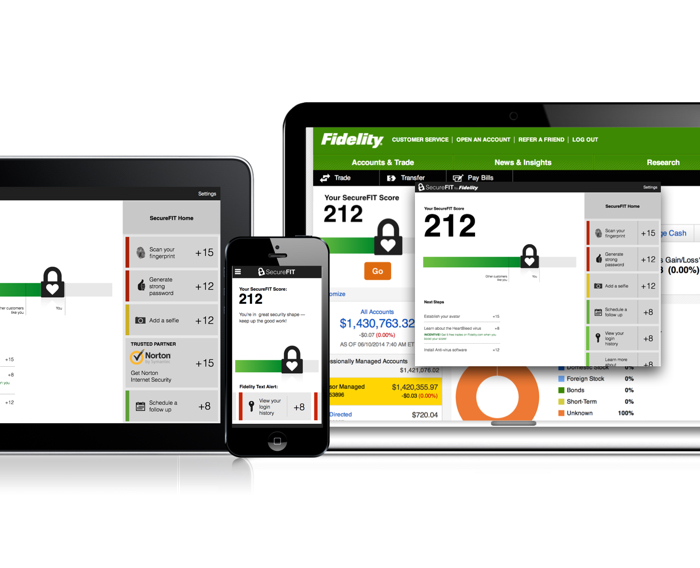 Settings
SecureFIT Home
Scan your
fingerprint
+15
Generate
strong
password
+12
Add a selfie
+12
TRUSTED PARTNER
Norton
by Symantec
Get Norton
Internet Security
+15
Schedule a
follow up
+8
Other customers
like you
You
+15
+8
+12
SecureFIT
Your SecureFIT Score:
212
You're in great security shape —
keep up the good work!
Fidelity Text Alert:
View your
login
history
+8
Fidelity
CUSTOMER SERVICE | OPEN AN ACCOUNT | REFER A FRIEND | LOG OUT
Accounts & Trade
News & Insights
Research
Trade
Transfer
Pay Bills
Your SecureFIT Score
212
Go
All Accounts
$1,430,763.32
-$0.07 (0.00%)
AS OF 06/10/2014 7:40 AM ET
Managed Accounts
Managed
53896
$1,420,355.97
-$0.03 (0.00%)
Directed
$720.04
$1,421,076.02
Cash
Gain/Loss
(0.00%)
Domestic Stock 0%
Foreign Stock 0%
Bonds 0%
Short-Term 0%
Unknown 100%
SecureFIT by Fidelity
Settings
Your SecureFIT Score
212
Other customers
like you
You
Next Steps
Establish your avatar +15
Learn about the Heartbleed virus +8
Install Anti-virus software +12
SecureFIT Home
Scan your
fingerprint
+15
Generate
strong
password
+12
Add a selfie
+12
Schedule a
follow up
+8
View your
login
history
+8
Learn more
about
+8